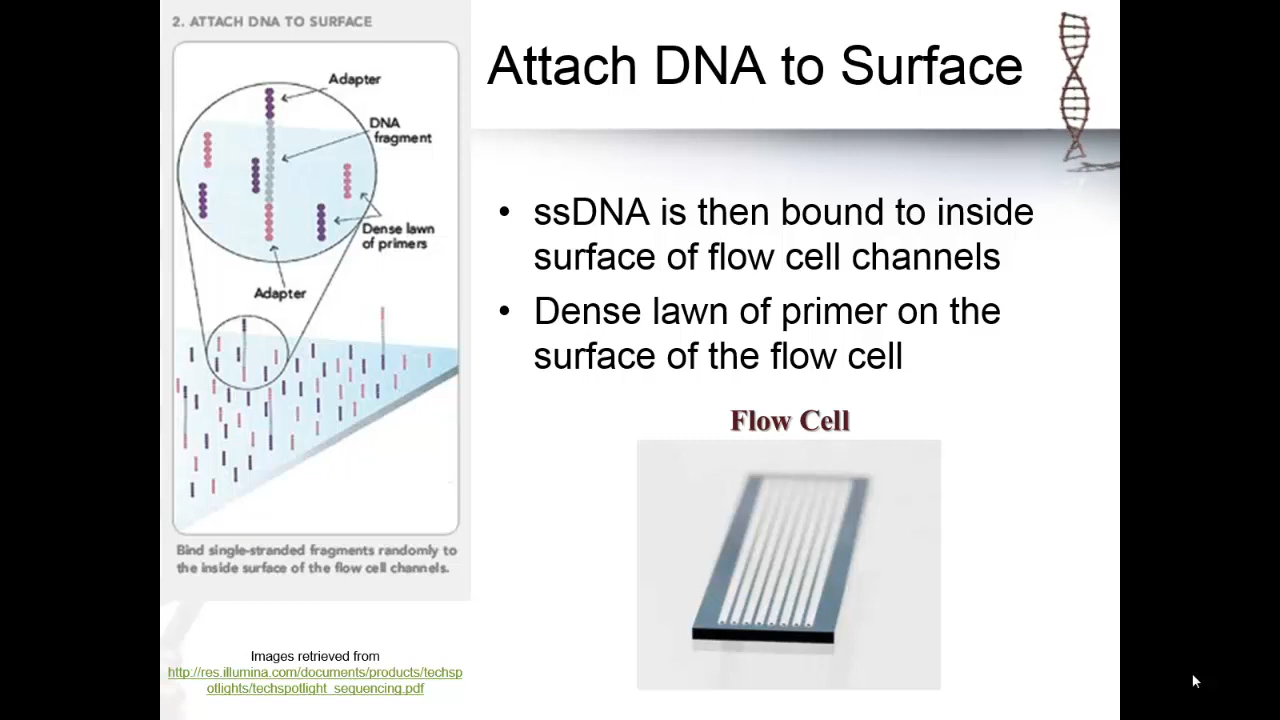 2. ATTACH DNA TO SURFACE
Adapter
DNA
fragment
Dense lawn
of primers
Adapter
Bind single-stranded fragments randomly to
the inside surface of the flow cell channels.
Images retrieved from
http://res.illumina.com/documents/products/techsp
otlights/techspotlight_sequencing.pdf
Attach DNA to Surface
• ssDNA is then bound to inside
surface of flow cell channels
• Dense lawn of primer on the
surface of the flow cell
Flow Cell